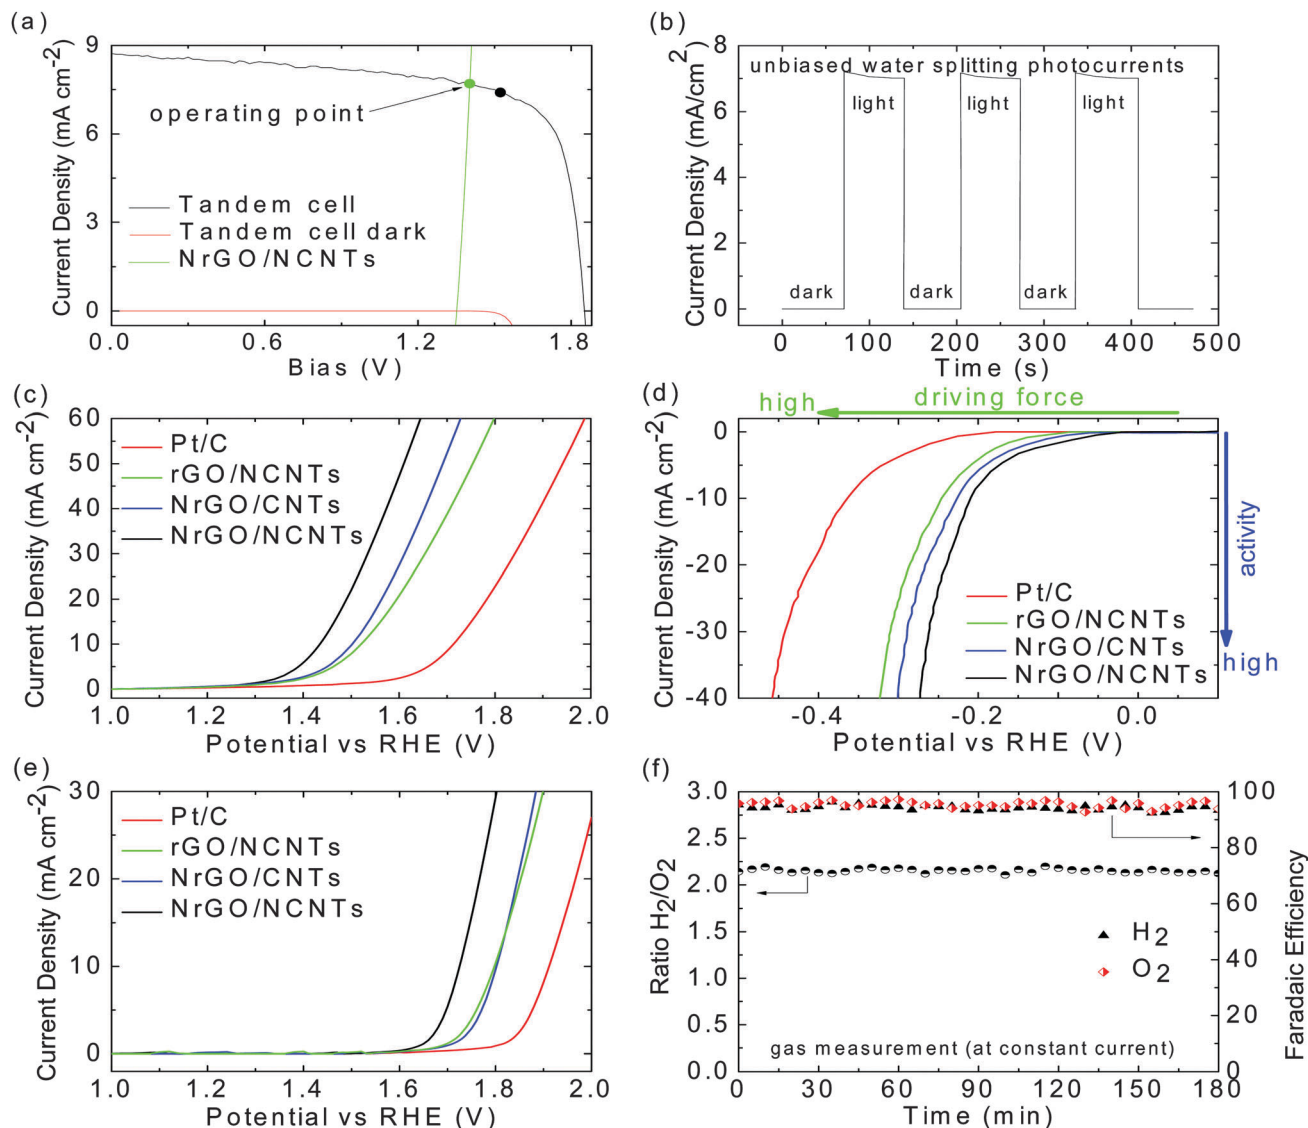 (a)
Current Density (mA cm-2)
9
6
3
0
operating point
Tandem cell
Tandem cell dark
NrGO/NCNTs
0.0
0.6
1.2
1.8
Bias (V)
(b)
Current Density (mA/cm2)
8
7
6
5
4
3
2
1
0
unbiased water splitting photocurrents
light
light
light
dark
dark
dark
0
100
200
300
400
500
Time (s)
(c)
Current Density (mA cm-2)
60
50
40
30
20
10
0
Pt/C
rGO/NCNTs
NrGO/CNTs
NrGO/NCNTs
1.0
1.2
1.4
1.6
1.8
2.0
Potential vs RHE (V)
(d)
high
driving force
Current Density (mA cm-2)
0
-10
-20
-30
-40
Pt/C
rGO/NCNTs
NrGO/CNTs
NrGO/NCNTs
activity
high
-0.4
-0.2
0.0
Potential vs RHE (V)
(e)
Current Density (mA cm-2)
30
20
10
0
Pt/C
rGO/NCNTs
NrGO/CNTs
NrGO/NCNTs
1.0
1.2
1.4
1.6
1.8
2.0
Potential vs RHE (V)
(f)
Ratio H2/O2
3.0
2.5
2.0
1.5
1.0
0.5
0.0
H2
O2
gas measurement (at constant current)
100
80
60
40
20
0
Faradaic Efficiency
0
30
60
90
120
150
180
Time (min)